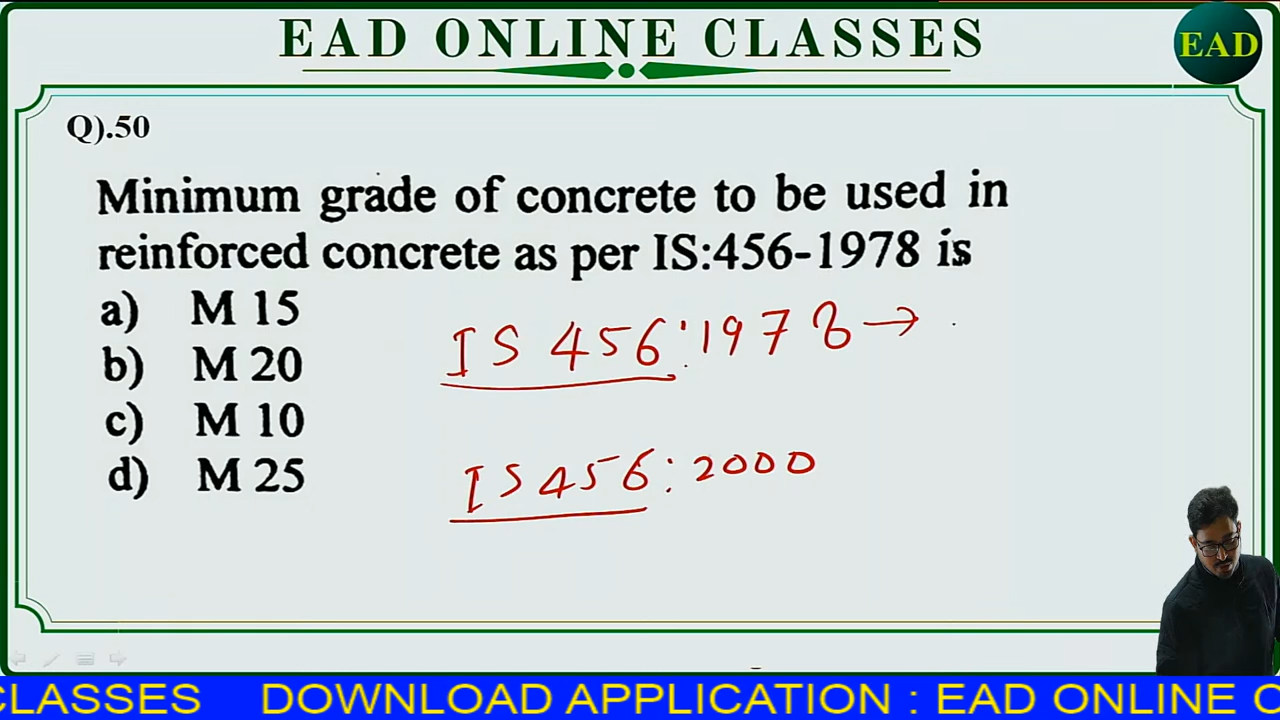 EAD ONLINE CLASSES
EAD
Q).50
Minimum grade of concrete to be used in
reinforced concrete as per IS:456-1978 is
a) M 15
b) M 20
c) M 10
d) M 25
IS 456:1978 →
IS 456:2000
CLASSES DOWNLOAD APPLICATION : EAD ONLINE C